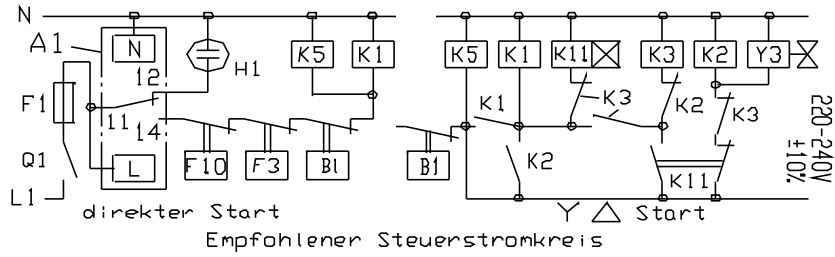 N
A1 N H1 K5 K1 K5 K1 K11 K3 K2 Y3
12
F1 11 14 K1 K3 K2 K3
Q1 L F10 F3 B1 B1 K2 K11
L1
220-240V
±10%
direkter Start
Y △ Start
Empfohlener Steuerstromkreis